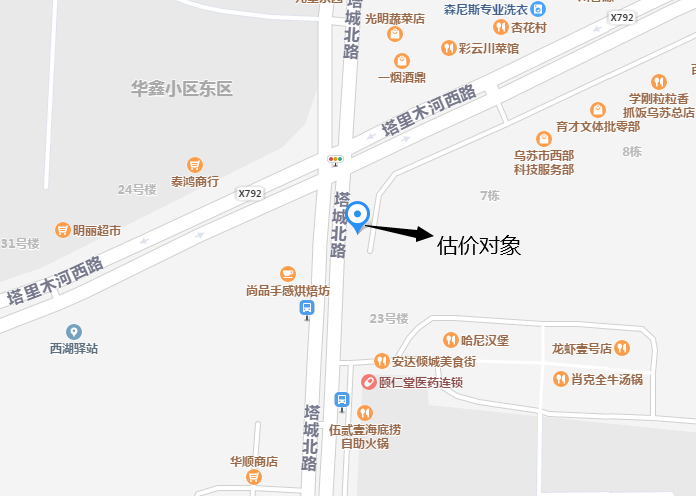 塔城北路
光明蔬菜店
森尼斯专业洗衣
杏花村
X792
彩云川菜馆
一烟酒鼎
华鑫小区东区
塔里木河西路
学刚粒粒香
抓饭乌苏总店
育才文体批零部
乌苏市西部
科技服务部
8栋
泰鸿商行
24号楼
X792
7栋
塔城北路
明丽超市
31号楼
估价对象
塔里木河西路
尚品手感烘焙坊
23号楼
西湖驿站
哈尼汉堡
龙虾壹号店
安达倾城美食街
颐仁堂医药连锁
肖克全牛汤锅
塔城北路
伍贰壹海底捞
自助火锅
华顺商店